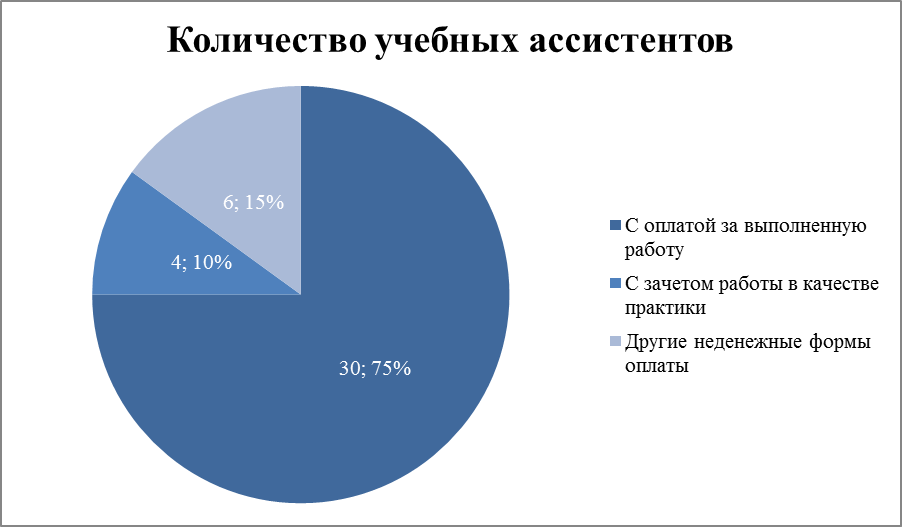 Количество учебных ассистентов
6; 15%
4; 10%
30; 75%
С оплатой за выполненную
работу
С зачетом работы в качестве
практики
Другие неденежные формы
оплаты